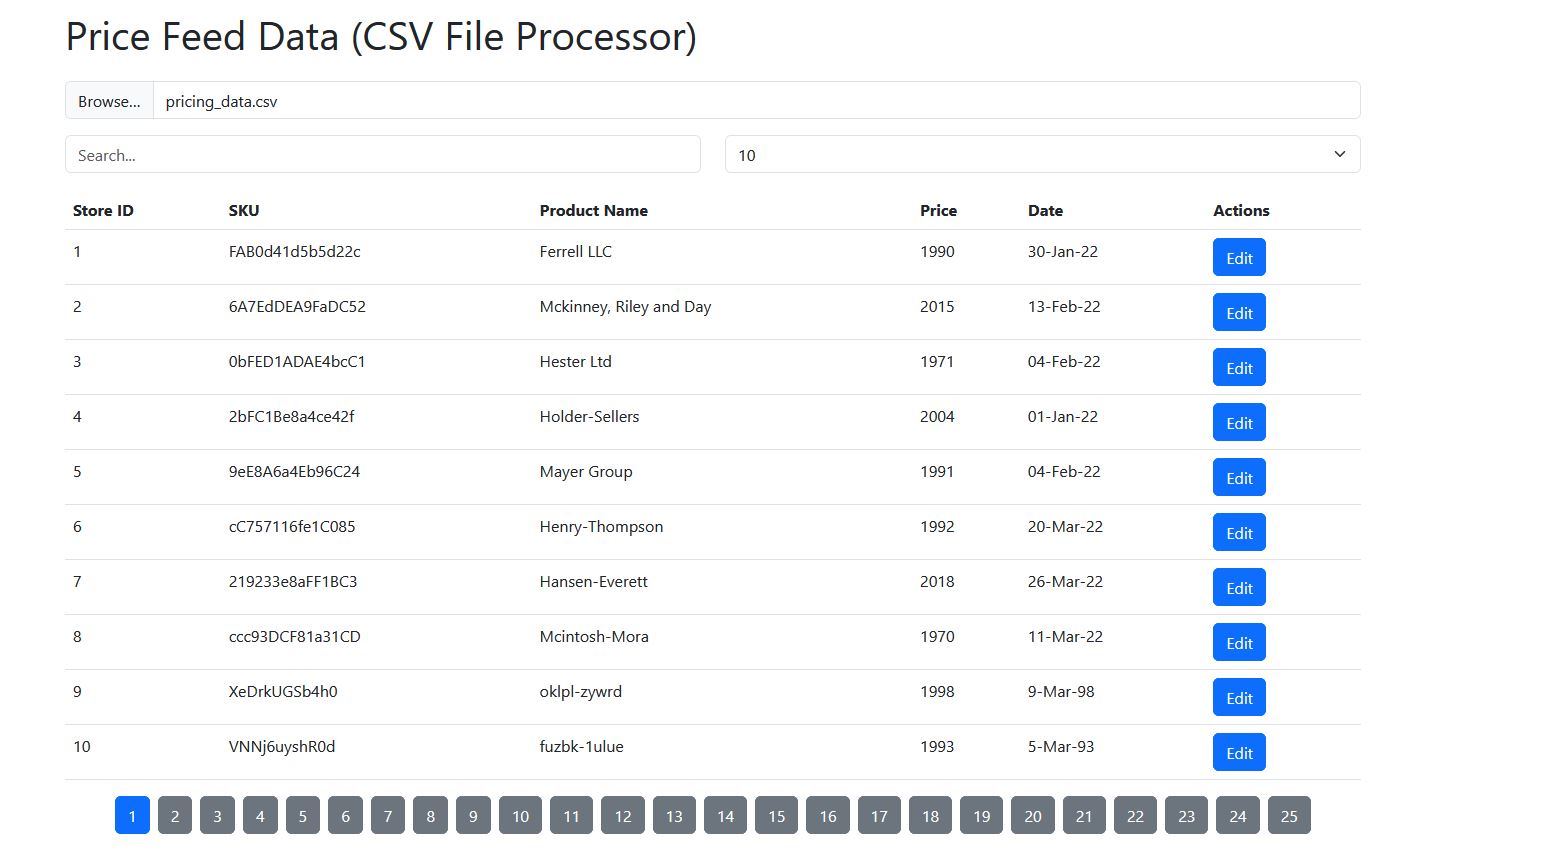 Price Feed Data (CSV File Processor)
Browse... pricing_data.csv
Search... 10
Store ID SKU Product Name Price Date Actions
1 FAB0d41d5b5d22c Ferrell LLC 1990 30-Jan-22 Edit
2 6A7EdDEA9FaDC52 Mckinney, Riley and Day 2015 13-Feb-22 Edit
3 0bFED1ADAE4bcC1 Hester Ltd 1971 04-Feb-22 Edit
4 2bFC1Be8a4ce42f Holder-Sellers 2004 01-Jan-22 Edit
5 9eE8A6a4Eb96C24 Mayer Group 1991 04-Feb-22 Edit
6 cC757116fe1C085 Henry-Thompson 1992 20-Mar-22 Edit
7 219233e8aFF1BC3 Hansen-Everett 2018 26-Mar-22 Edit
8 ccc93DCF81a31CD Mcintosh-Mora 1970 11-Mar-22 Edit
9 XeDrkUGSb4h0 oklpl-zywrd 1998 9-Mar-98 Edit
10 VNNj6uyshR0d fuzbk-1ulue 1993 5-Mar-93 Edit
1 2 3 4 5 6 7 8 9 10 11 12 13 14 15 16 17 18 19 20 21 22 23 24 25